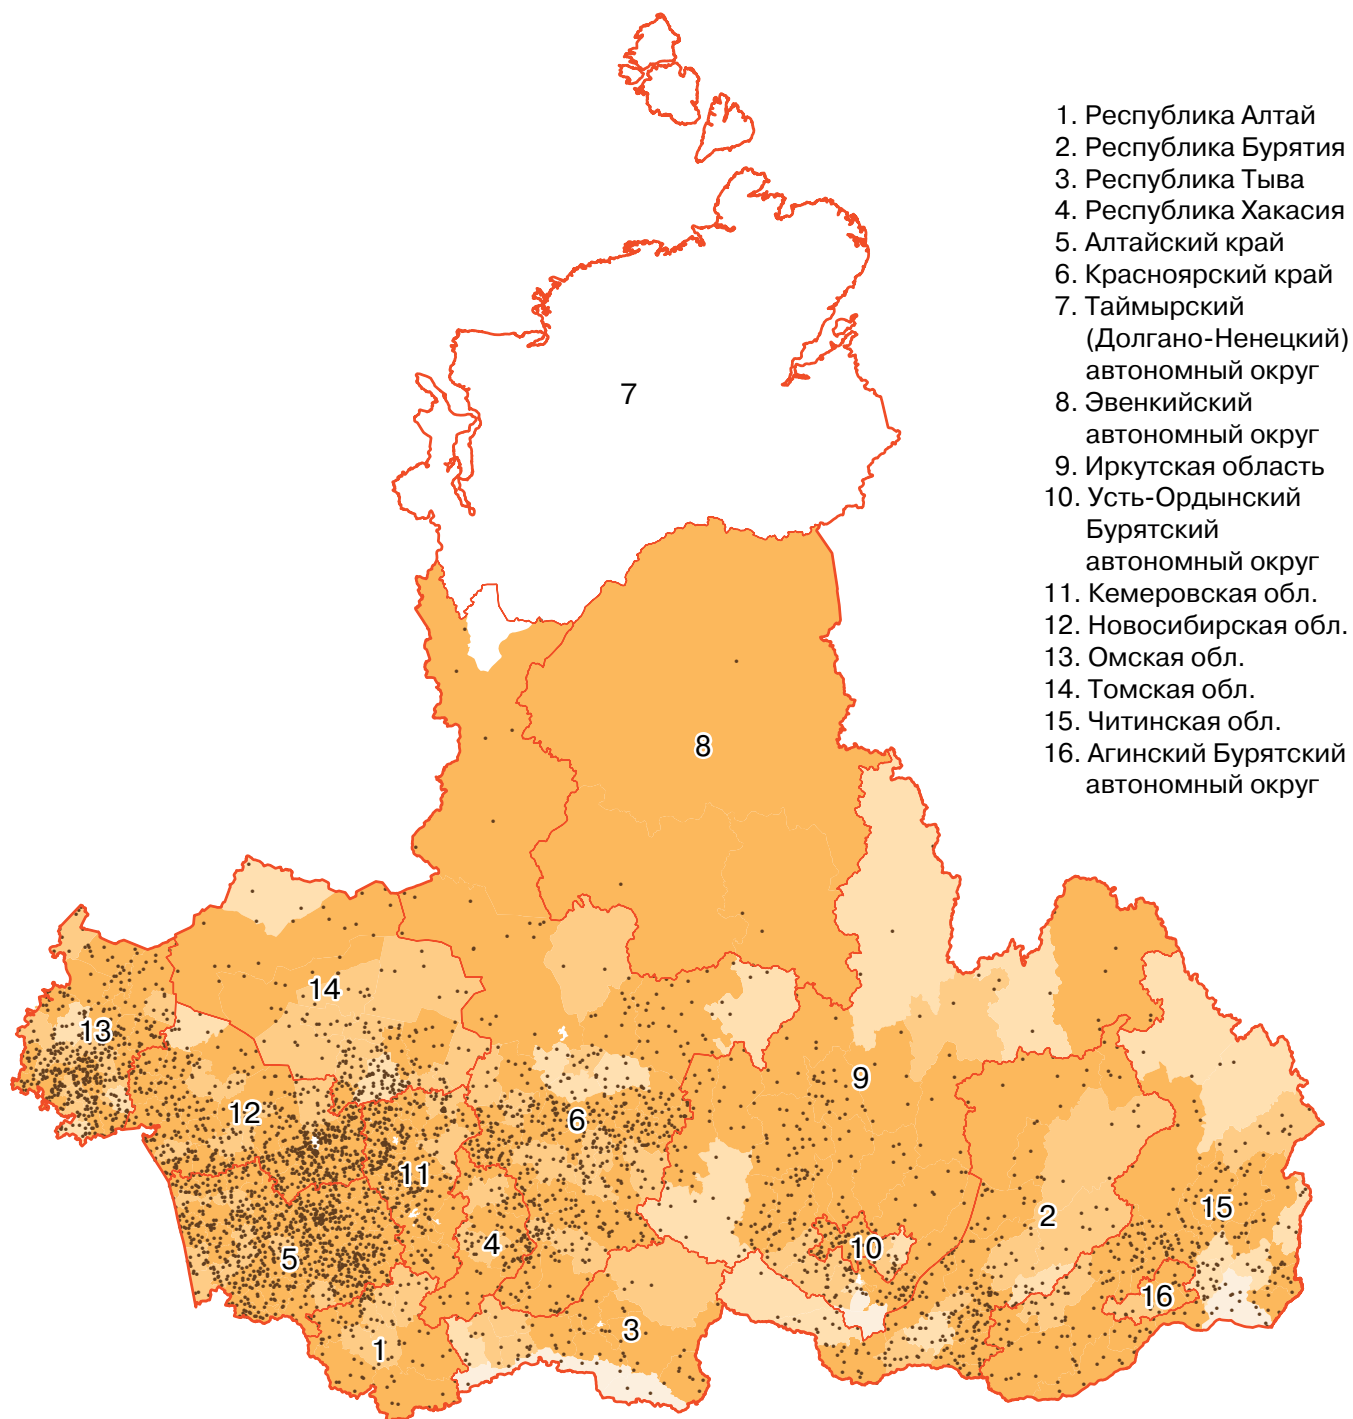 1. Республика Алтай
2. Республика Бурятия
3. Республика Тыва
4. Республика Хакасия
5. Алтайский край
6. Красноярский край
7. Таймырский
(Долгано-Ненецкий)
автономный округ
8. Эвенкийский
автономный округ
9. Иркутская область
10. Усть-Ордынский
Бурятский
автономный округ
11. Кемеровская обл.
12. Новосибирская обл.
13. Омская обл.
14. Томская обл.
15. Читинская обл.
16. Агинский Бурятский
автономный округ
7
8
14
13
9
12
6
11
15
2
4
10
5
16
3
1